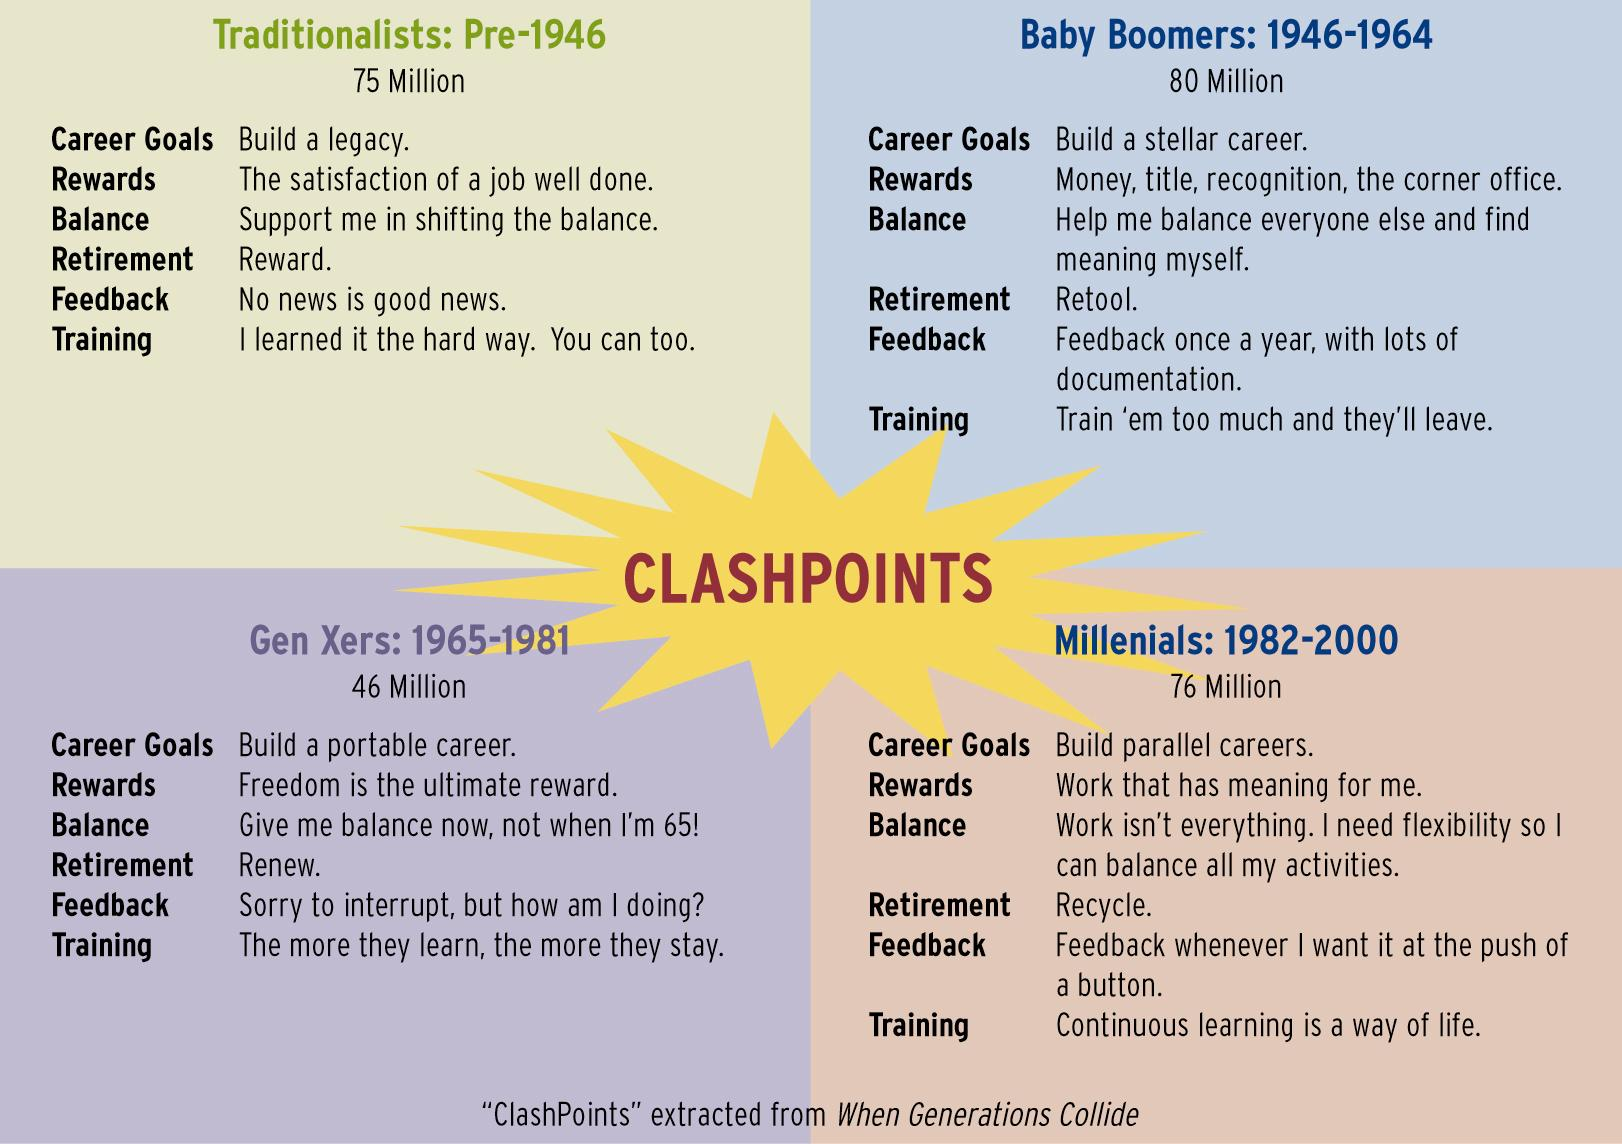 Traditionalists: Pre-1946
75 Million
Career Goals Build a legacy.
Rewards The satisfaction of a job well done.
Balance Support me in shifting the balance.
Retirement Reward.
Feedback No news is good news.
Training I learned it the hard way. You can too.
Baby Boomers: 1946-1964
80 Million
Career Goals Build a stellar career.
Rewards Money, title, recognition, the corner office.
Balance Help me balance everyone else and find
meaning myself.
Retirement Retool.
Feedback Feedback once a year, with lots of
documentation.
Training Train ‘em too much and they’ll leave.
CLASHPOINTS
Gen Xers: 1965-1981
46 Million
Career Goals Build a portable career.
Rewards Freedom is the ultimate reward.
Balance Give me balance now, not when I’m 65!
Retirement Renew.
Feedback Sorry to interrupt, but how am I doing?
Training The more they learn, the more they stay.
Millenials: 1982-2000
76 Million
Career Goals Build parallel careers.
Rewards Work that has meaning for me.
Balance Work isn’t everything. I need flexibility so I
can balance all my activities.
Retirement Recycle.
Feedback Feedback whenever I want it at the push of
a button.
Training Continuous learning is a way of life.
“ClashPoints” extracted from When Generations Collide